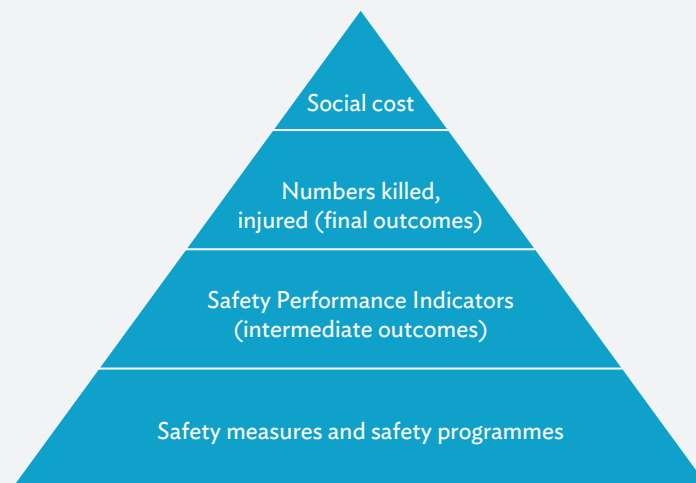 Social cost
Numbers killed,
injured (final outcomes)
Safety Performance Indicators
(intermediate outcomes)
Safety measures and safety programmes